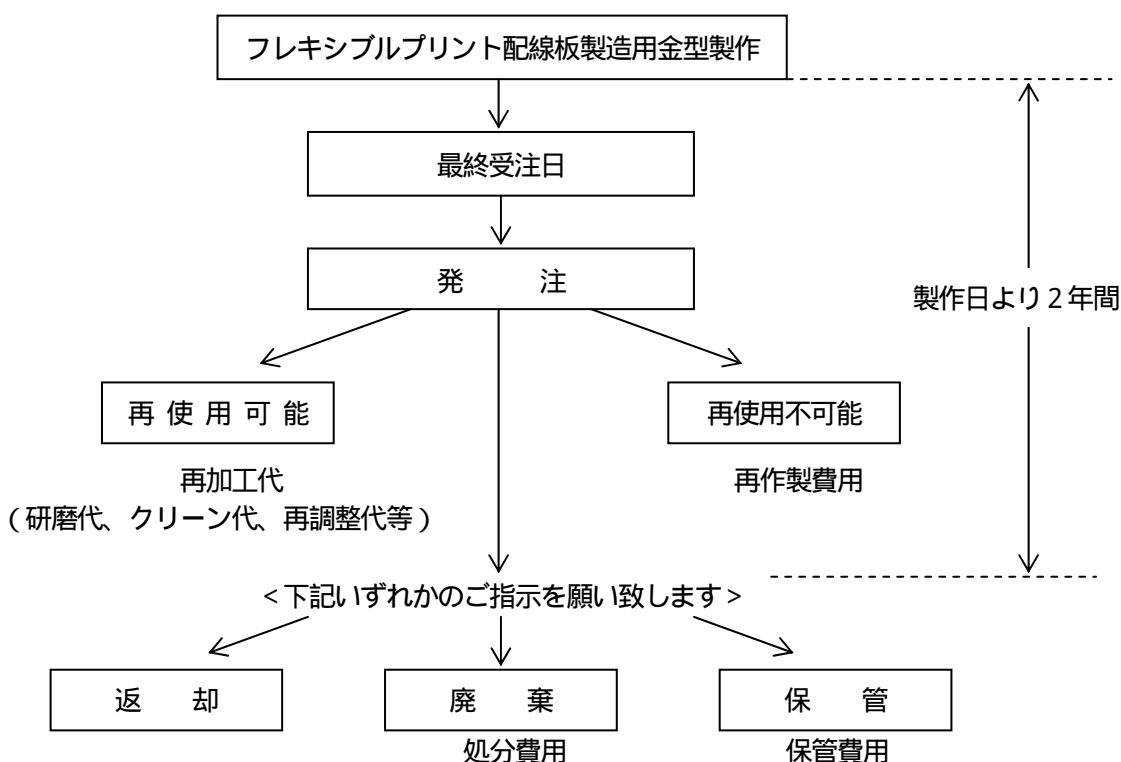 フレキシブルプリント配線板製造用金型製作
最終受注日
発　　注
製作日より２年間
再 使 用 可 能
再使用不可能
再加工代
再作製費用
（研磨代、クリーン代、再調整代等）
＜下記いずれかのご指示を願い致します＞
返　　却
廃　　棄
保　　管
処分費用
保管費用